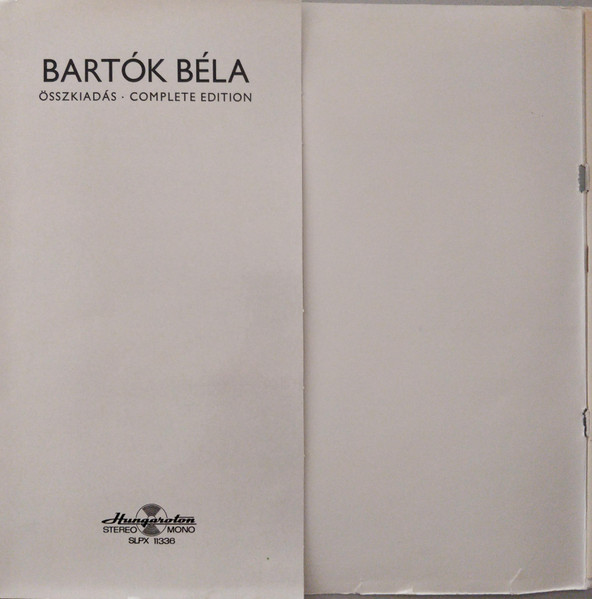 BARTÓK BÉLA
ÖSSZKIADÁS · COMPLETE EDITION
Hungaroton
STEREO MONO
SLPX 11336